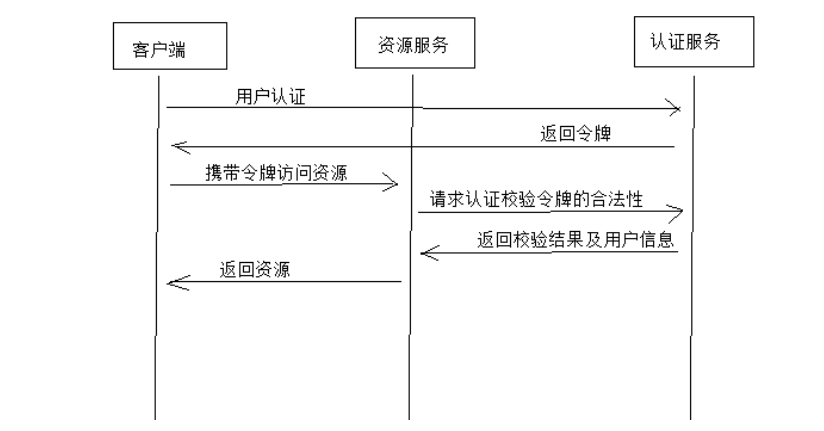 客户端
资源服务
认证服务
用户认证
返回令牌
携带令牌访问资源
请求认证校验令牌的合法性
返回校验结果及用户信息
返回资源